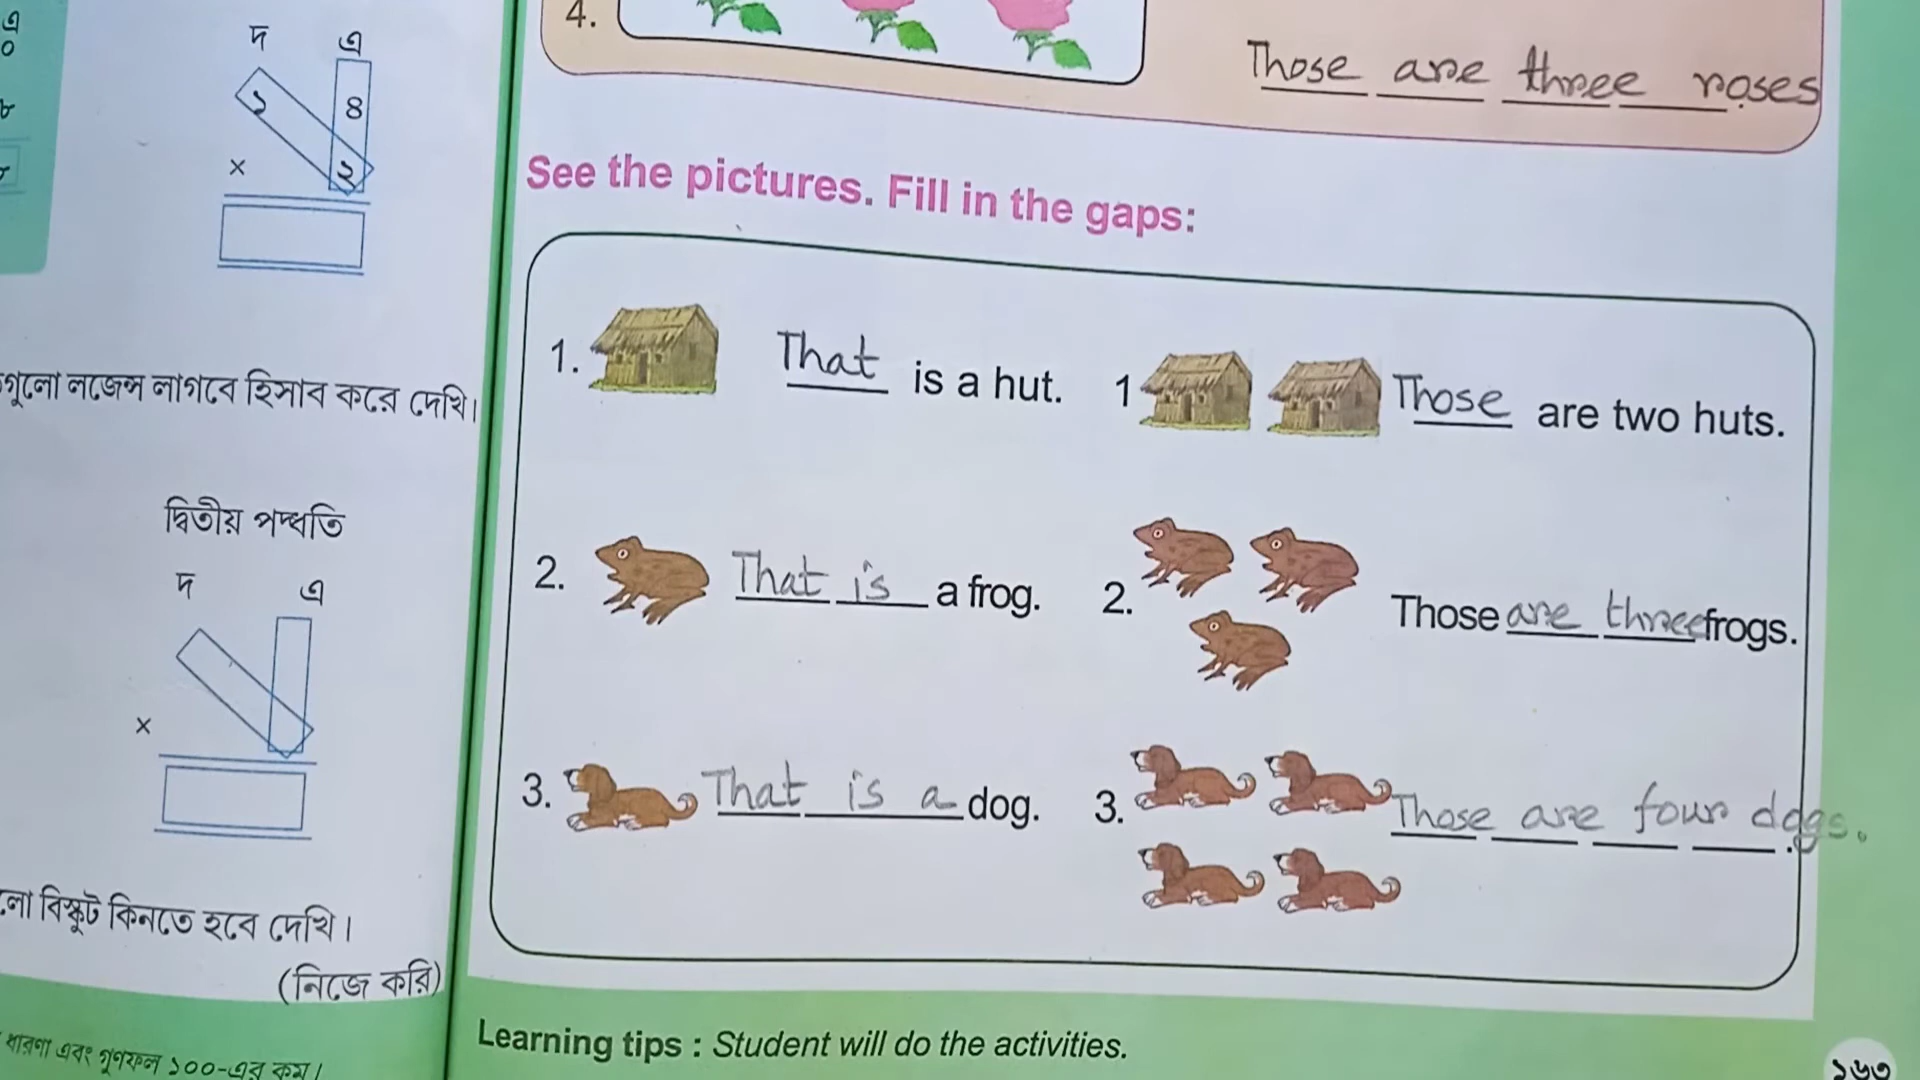 এ
০
৮
দ এ
১ ৪
× ২
গুলো লজেন্স লাগবে হিসাব করে দেখি।
দ্বিতীয় পদ্ধতি
দ এ
×
লো বিস্কুট কিনতে হবে দেখি।
(নিজে করি)
ধারণা এবং গুণফল ১০০-এর কম।
4.
Those are three roses.
See the pictures. Fill in the gaps:
1. That is a hut. 1 Those are two huts.
2. That is a frog. 2. Those are three frogs.
3. That is a dog. 3. Those are four dogs.
Learning tips : Student will do the activities.
১৬৩